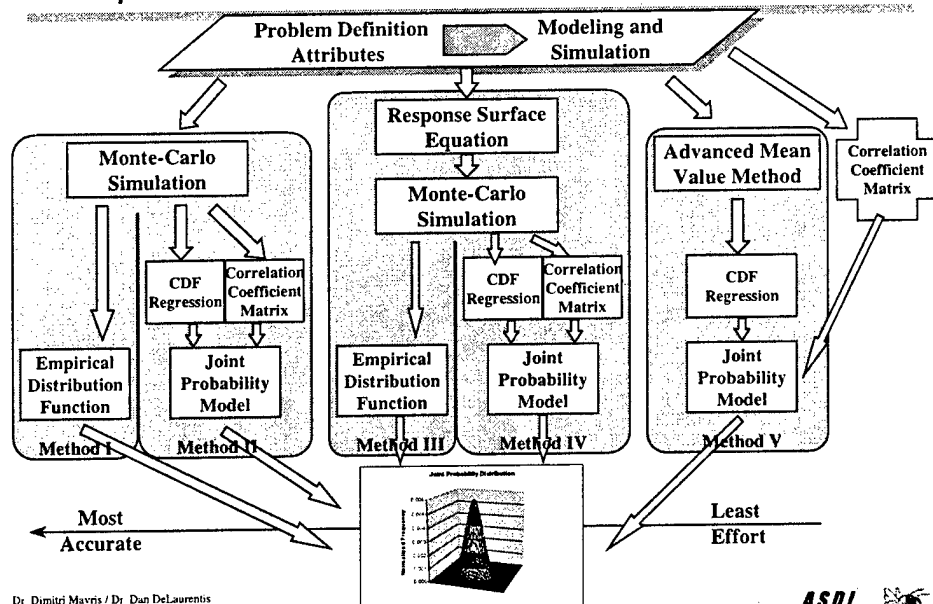 Problem Definition
Attributes
Modeling and
Simulation
Monte-Carlo
Simulation
CDF
Regression
Correlation
Coefficient
Matrix
Empirical
Distribution
Function
Joint
Probability
Model
Method I
Method II
Response Surface
Equation
Monte-Carlo
Simulation
CDF
Regression
Correlation
Coefficient
Matrix
Empirical
Distribution
Function
Joint
Probability
Model
Method III
Method IV
Advanced Mean
Value Method
CDF
Regression
Joint
Probability
Model
Method V
Correlation
Coefficient
Matrix
Joint Probability Distribution
Normalized Frequency
Most
Accurate
Least
Effort
Dr. Dimitri Mavris / Dr. Dan DeLaurentis
ASDL